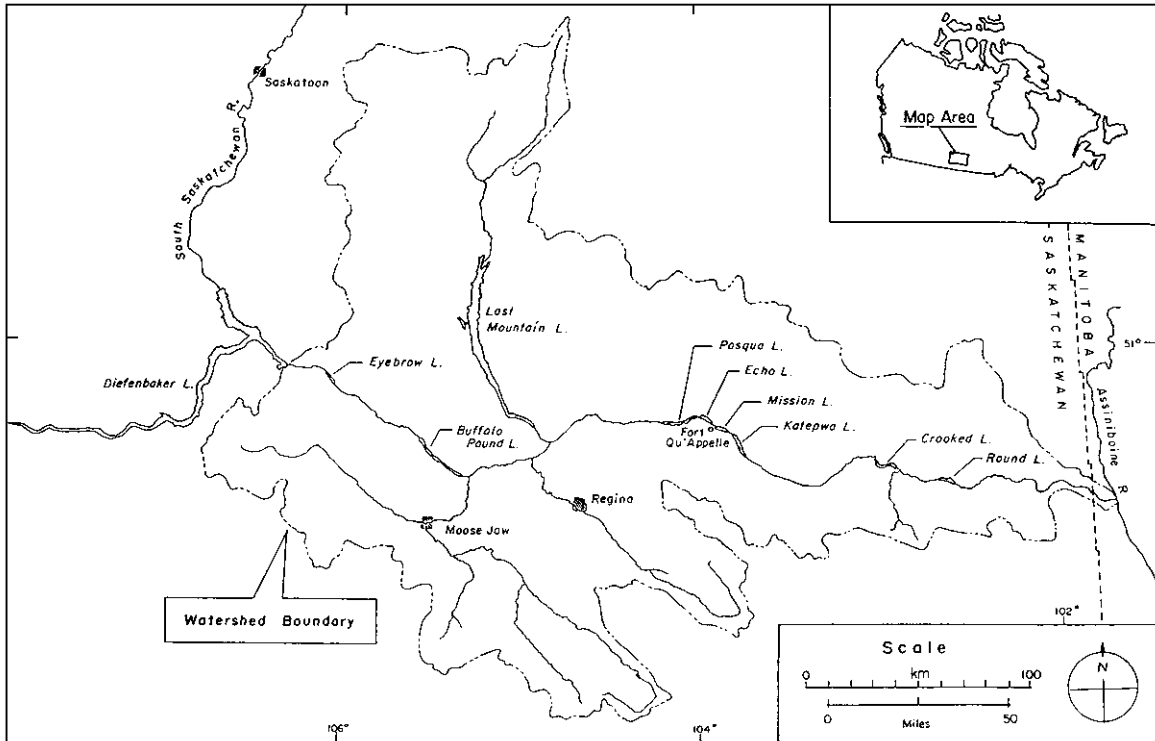 Saskatoon
South Saskatchewan R.
Map Area
SASKATCHEWAN
MANITOBA
51°
Last
Mountain L.
Eyebrow L.
Diefenbaker L.
Pasqua L.
Echo L.
Mission L.
Katepwa L.
Fort
Qu'Appelle
Buffalo
Pound L.
Crooked L.
Round L.
Assiniboine R.
Regina
Moose Jaw
Watershed Boundary
102°
Scale
0 km 100
0 Miles 50
N
106°
104°